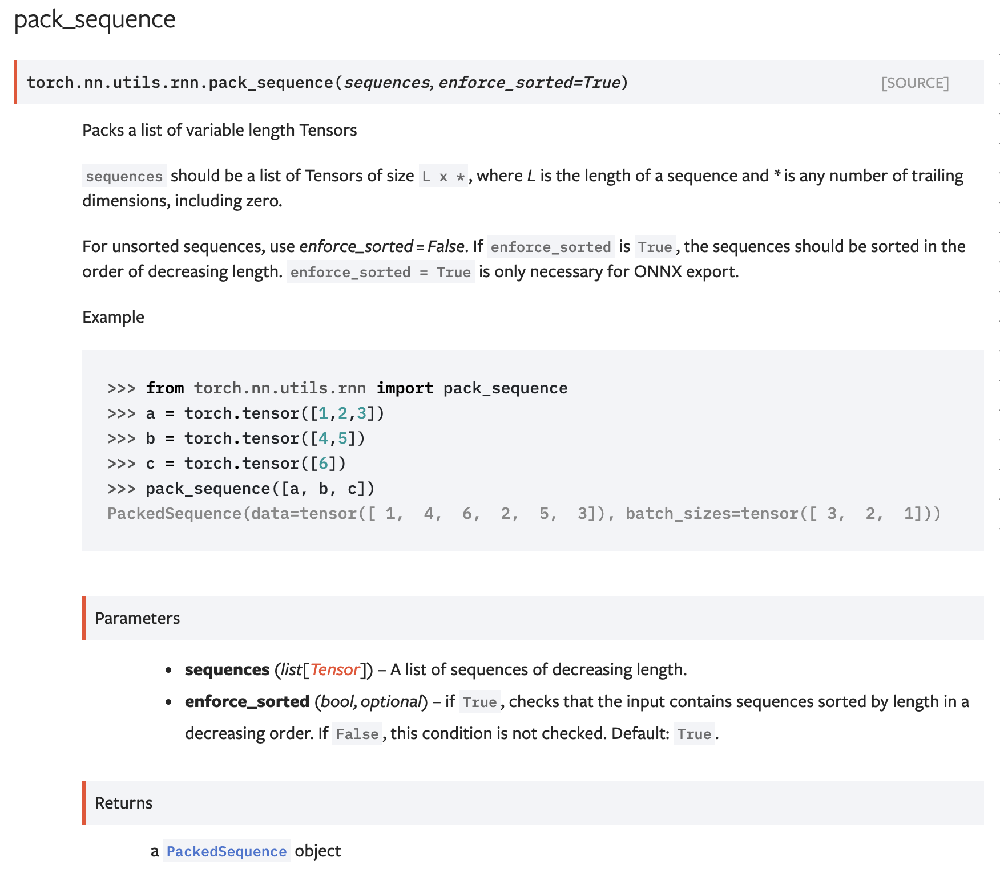 pack_sequence
torch.nn.utils.rnn.pack_sequence(sequences, enforce_sorted=True) [SOURCE]
Packs a list of variable length Tensors
sequences should be a list of Tensors of size L x *, where L is the length of a sequence and * is any number of trailing
dimensions, including zero.
For unsorted sequences, use enforce_sorted = False. If enforce_sorted is True, the sequences should be sorted in the
order of decreasing length. enforce_sorted = True is only necessary for ONNX export.
Example
>>> from torch.nn.utils.rnn import pack_sequence
>>> a = torch.tensor([1,2,3])
>>> b = torch.tensor([4,5])
>>> c = torch.tensor([6])
>>> pack_sequence([a, b, c])
PackedSequence(data=tensor([ 1,  4,  6,  2,  5,  3]), batch_sizes=tensor([ 3,  2,  1]))
Parameters
• sequences (list[Tensor]) – A list of sequences of decreasing length.
• enforce_sorted (bool, optional) – if True, checks that the input contains sequences sorted by length in a
decreasing order. If False, this condition is not checked. Default: True.
Returns
a PackedSequence object